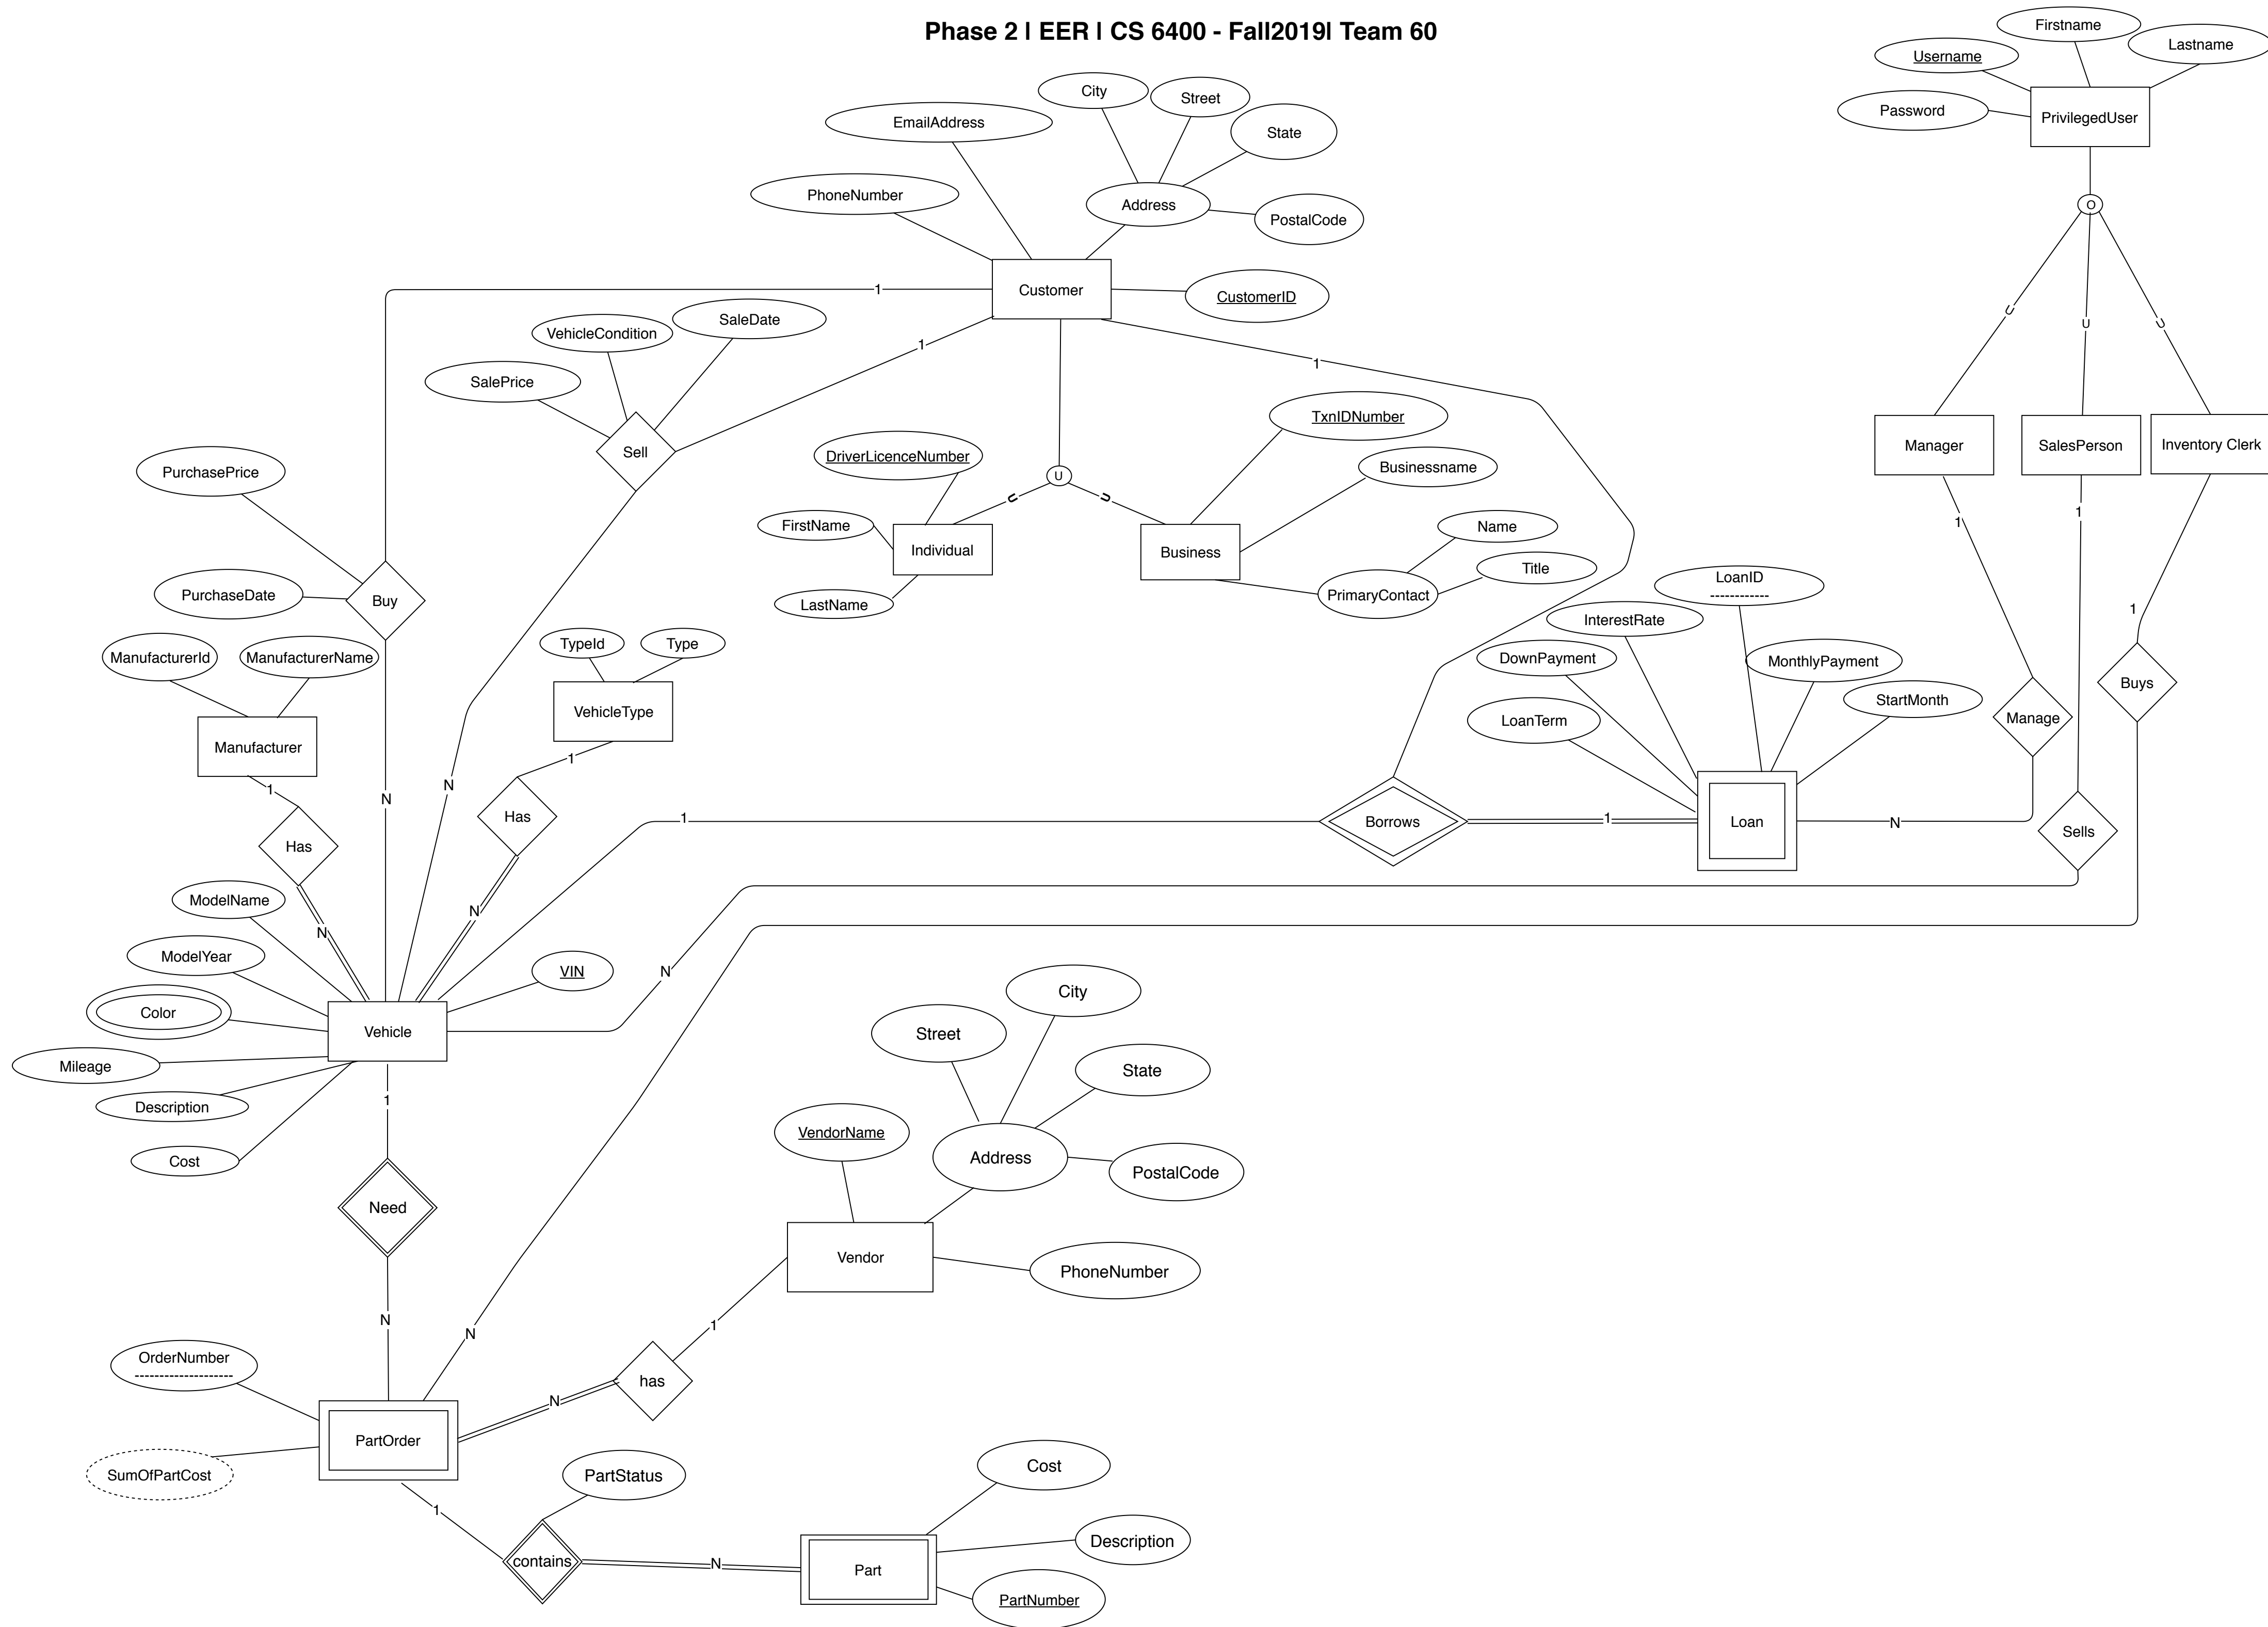 Phase 2 | EER | CS 6400 - Fall2019| Team 60
Firstname
Lastname
Username
Password
PrivilegedUser
O
U
U
U
Manager
SalesPerson
Inventory Clerk
City
Street
State
EmailAddress
PhoneNumber
Address
PostalCode
Customer
CustomerID
1
1
1
SaleDate
VehicleCondition
SalePrice
Sell
PurchasePrice
PurchaseDate
Buy
N
N
U
U
U
DriverLicenceNumber
FirstName
Individual
LastName
TxnIDNumber
Businessname
Business
Name
Title
PrimaryContact
LoanID
------------
InterestRate
DownPayment
MonthlyPayment
LoanTerm
StartMonth
1
1
1
Manage
Buys
Sells
Loan
N
1
Borrows
1
ManufacturerId
ManufacturerName
Manufacturer
1
Has
N
TypeId
Type
VehicleType
1
Has
N
ModelName
ModelYear
Color
Mileage
Description
Cost
VIN
Vehicle
N
1
Need
N
N
City
Street
State
VendorName
Address
PostalCode
Vendor
PhoneNumber
1
has
N
OrderNumber
--------------------
PartOrder
SumOfPartCost
PartStatus
1
contains
N
Part
Cost
Description
PartNumber